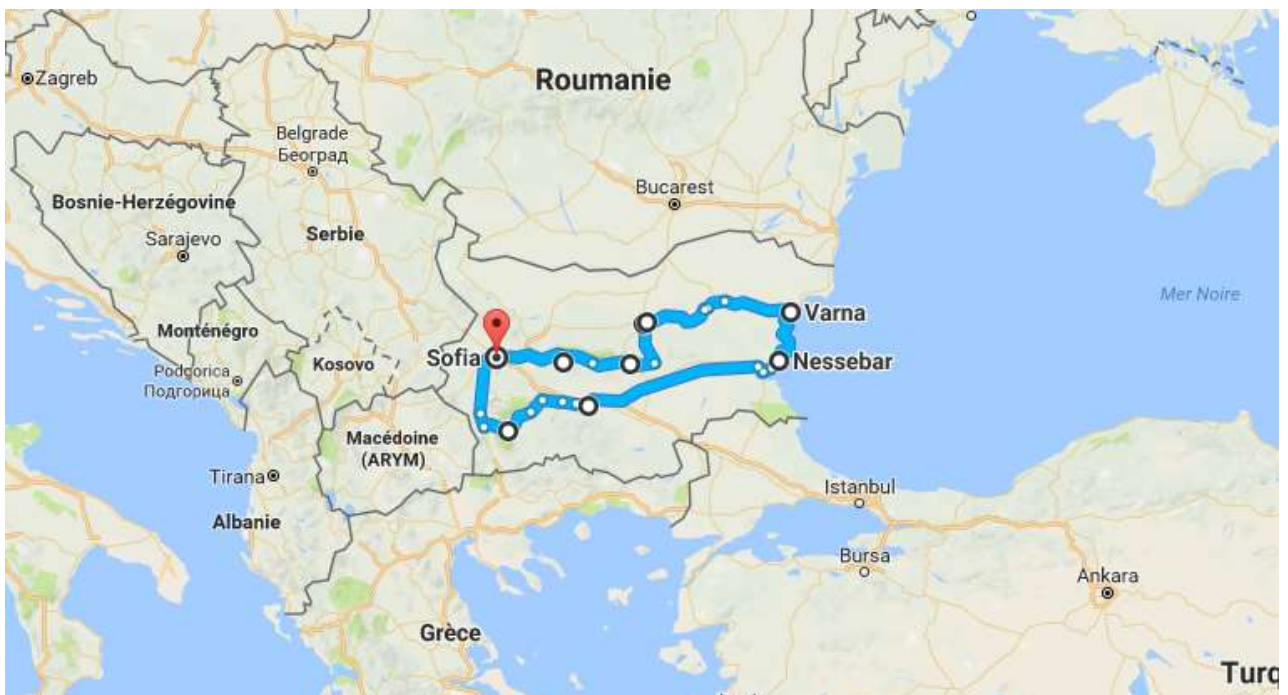 Zagreb
Roumanie
Belgrade
Београд
Bucarest
Bosnie-Herzégovine
Sarajevo
Serbie
Mer Noire
Monténégro
Varna
Kosovo
Sofia
Nessebar
Podgorica
Подгорица
Macédoine
(ARYM)
Tirana
Istanbul
Albanie
Bursa
Ankara
Grèce
Turq